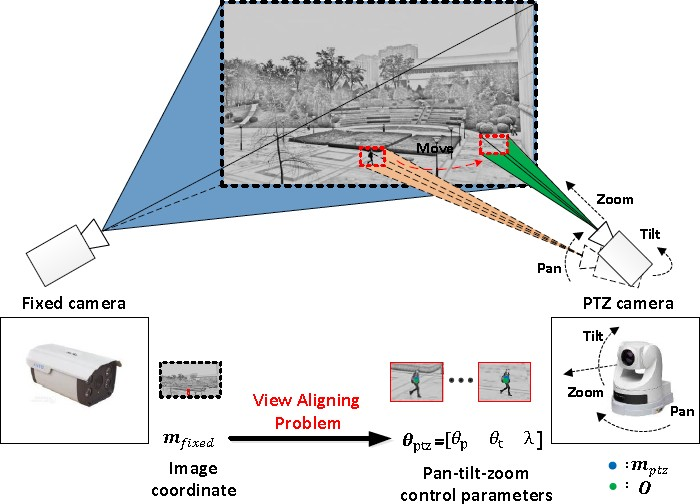 Move
Zoom
Tilt
Pan
Fixed camera
PTZ camera
Tilt
Zoom
Pan
View Aligning
Problem
m_fixed
θ_ptz=[θ_p θ_t λ]
Image
coordinate
Pan-tilt-zoom
control parameters
: m_ptz
: O